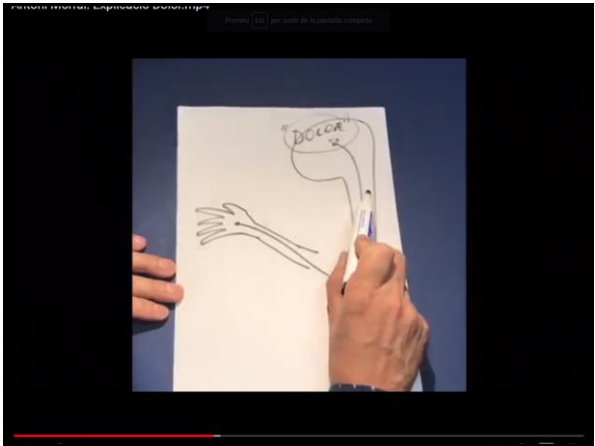 Antoni Morral. Explicació Dolor.mp4
Premeu Esc per sortir de la pantalla completa
"DOLOR"